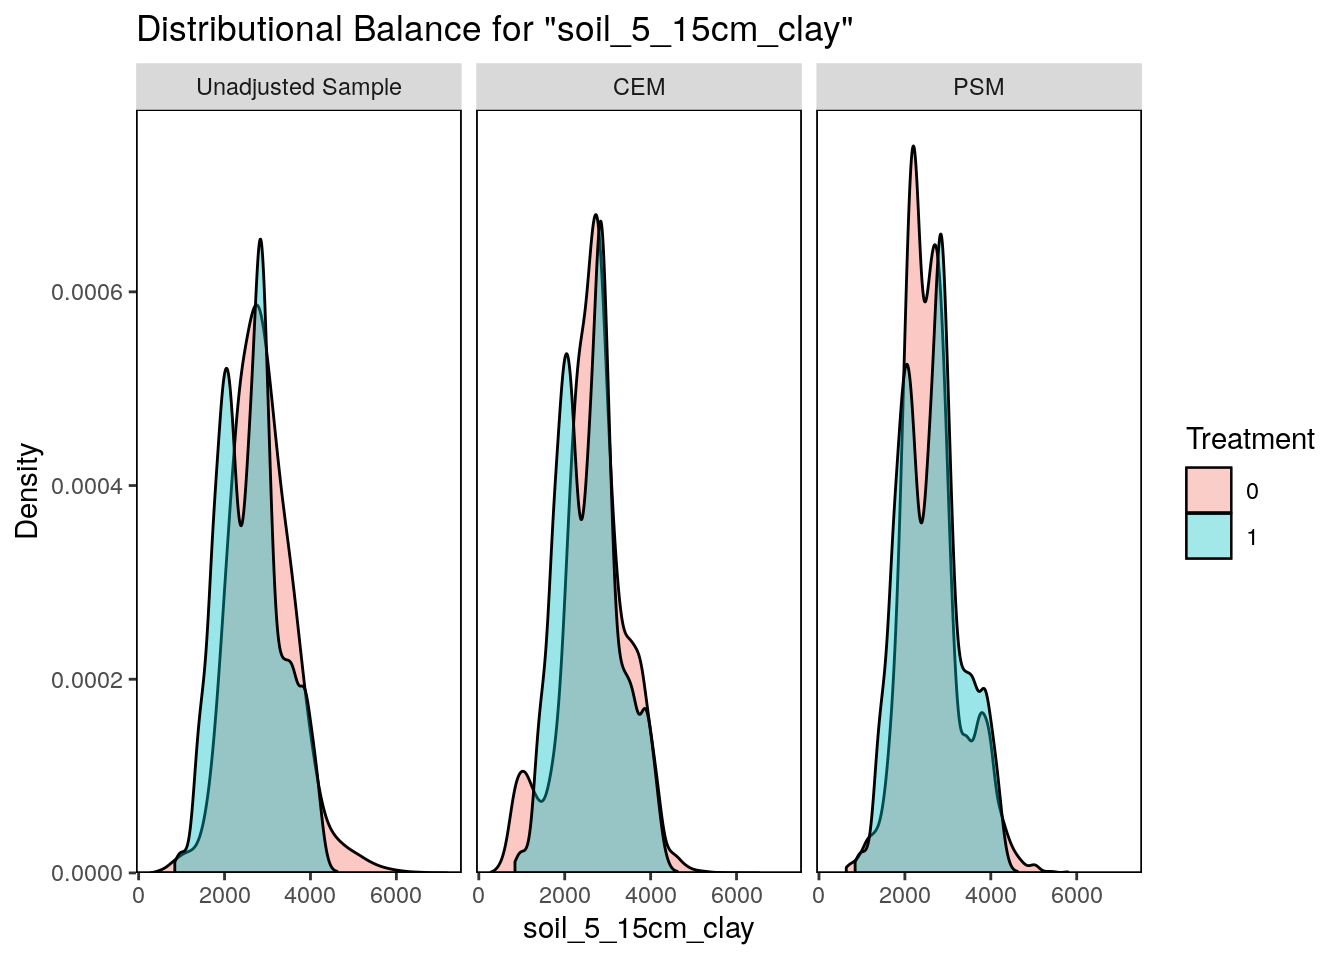 Distributional Balance for "soil_5_15cm_clay"
Unadjusted Sample
CEM
PSM
Density
0.0006
0.0004
0.0002
0.0000
0 2000 4000 6000
0 2000 4000 6000
0 2000 4000 6000
soil_5_15cm_clay
Treatment
0
1